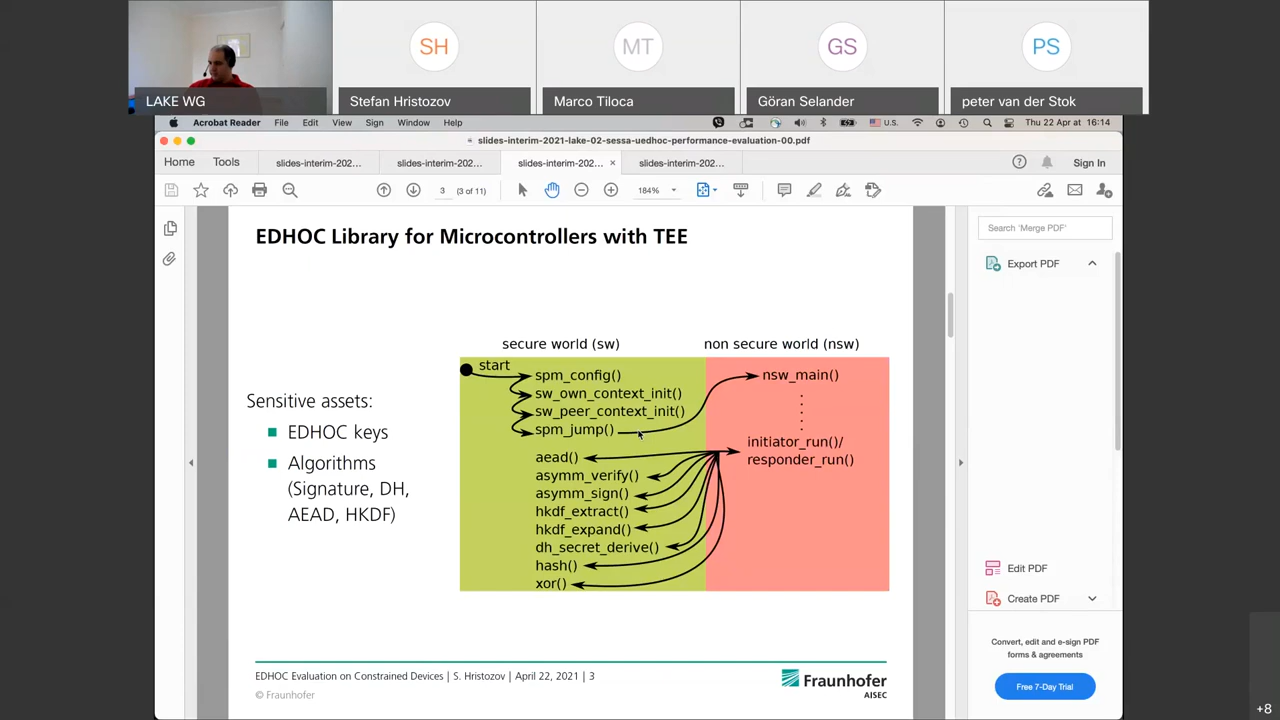 SH
MT
GS
PS
LAKE WG
Stefan Hristozov
Marco Tiloca
Göran Selander
peter van der Stok
Acrobat Reader File Edit View Sign Window Help
U.S.
Thu 22 Apr at 16:14
slides-interim-2021-lake-02-sessa-uedhoc-performance-evaluation-00.pdf
Home Tools slides-interim-202... slides-interim-202... slides-interim-202... × slides-interim-202... Sign In
3 (3 of 11) 184%
EDHOC Library for Microcontrollers with TEE
Search 'Merge PDF'
Export PDF
secure world (sw) non secure world (nsw)
start
spm_config() nsw_main()
sw_own_context_init()
sw_peer_context_init()
spm_jump()
Sensitive assets:
EDHOC keys
Algorithms
(Signature, DH,
AEAD, HKDF)
initiator_run()/
responder_run()
aead()
asymm_verify()
asymm_sign()
hkdf_extract()
hkdf_expand()
dh_secret_derive()
hash()
xor()
Edit PDF
Create PDF
Convert, edit and e-sign PDF
forms & agreements
Free 7-Day Trial
EDHOC Evaluation on Constrained Devices | S. Hristozov | April 22, 2021 | 3
© Fraunhofer
Fraunhofer
AISEC
+8